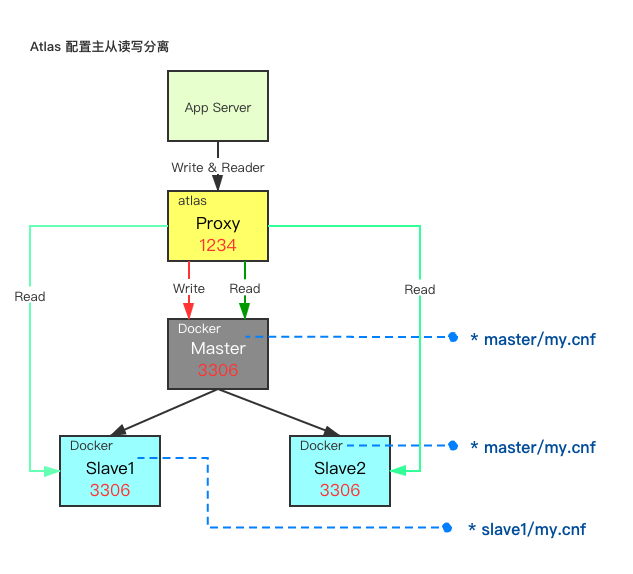 Atlas 配置主从读写分离
App Server
Write & Reader
atlas
Proxy
1234
Read
Write
Read
Read
Docker
Master
3306
* master/my.cnf
Docker
Slave1
3306
Docker
Slave2
3306
* master/my.cnf
* slave1/my.cnf